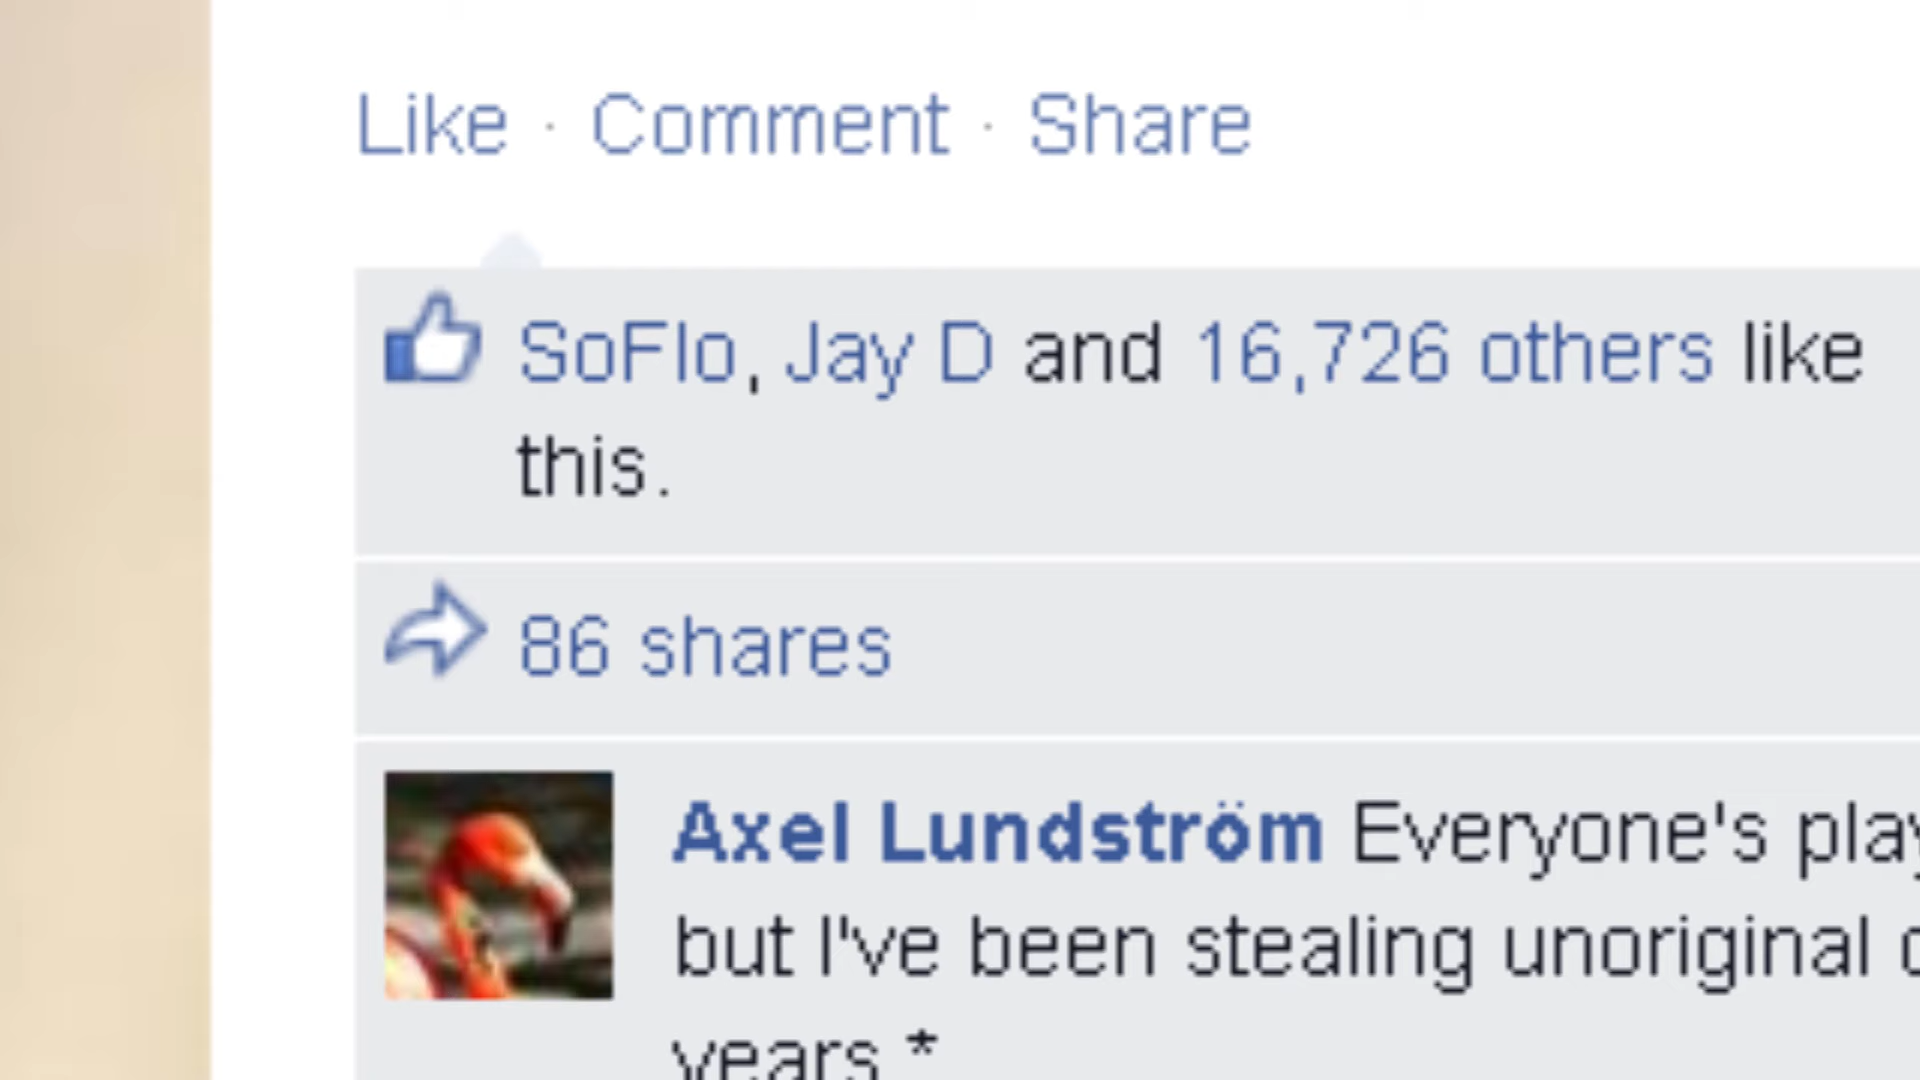 Like · Comment · Share
SoFlo, Jay D and 16,726 others like
this.
86 shares
Axel Lundström Everyone's
but I've been stealing unoriginal
years *